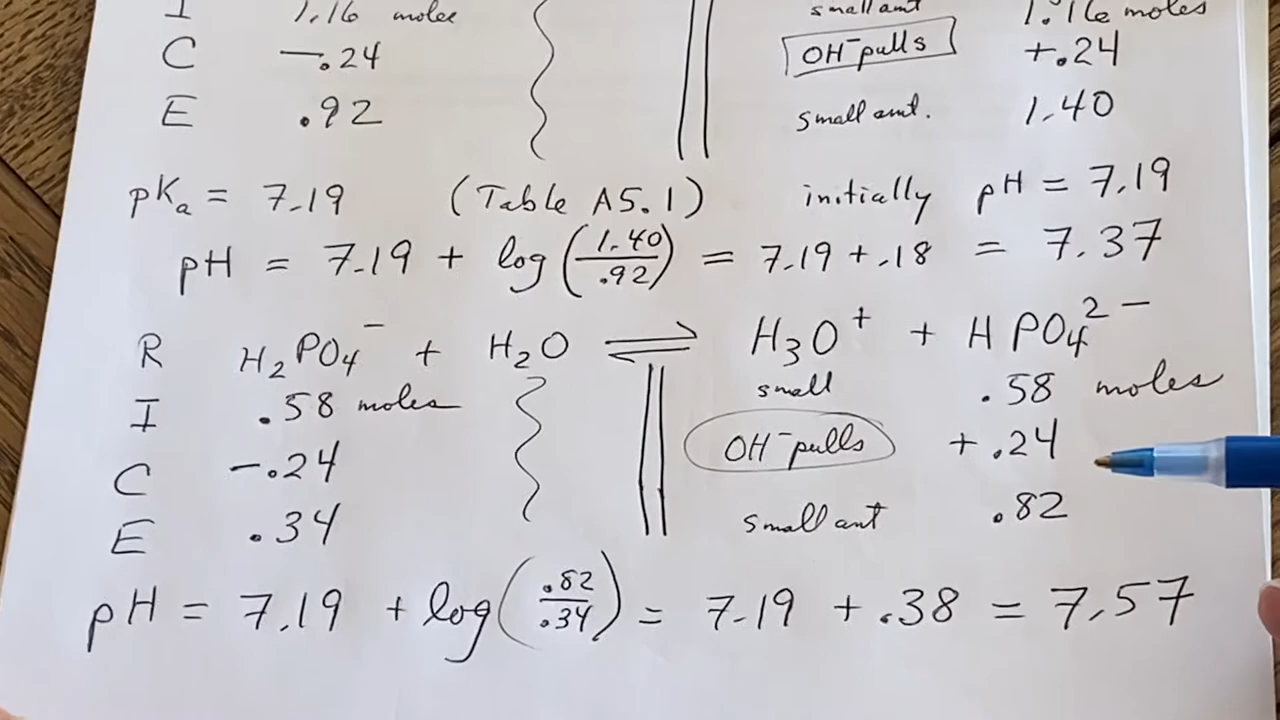 I 1.16 moles small amt 1.16 moles
C -.24 OH⁻ pulls +.24
E .92 small amt. 1.40
pKa = 7.19 (Table A5.1) initially pH = 7.19
pH = 7.19 + log(1.40/.92) = 7.19 + .18 = 7.37
R H₂PO₄⁻ + H₂O ⇌ H₃O⁺ + HPO₄²⁻
I .58 moles small .58 moles
C -.24 OH⁻ pulls +.24
E .34 small amt .82
pH = 7.19 + log(.82/.34) = 7.19 + .38 = 7.57